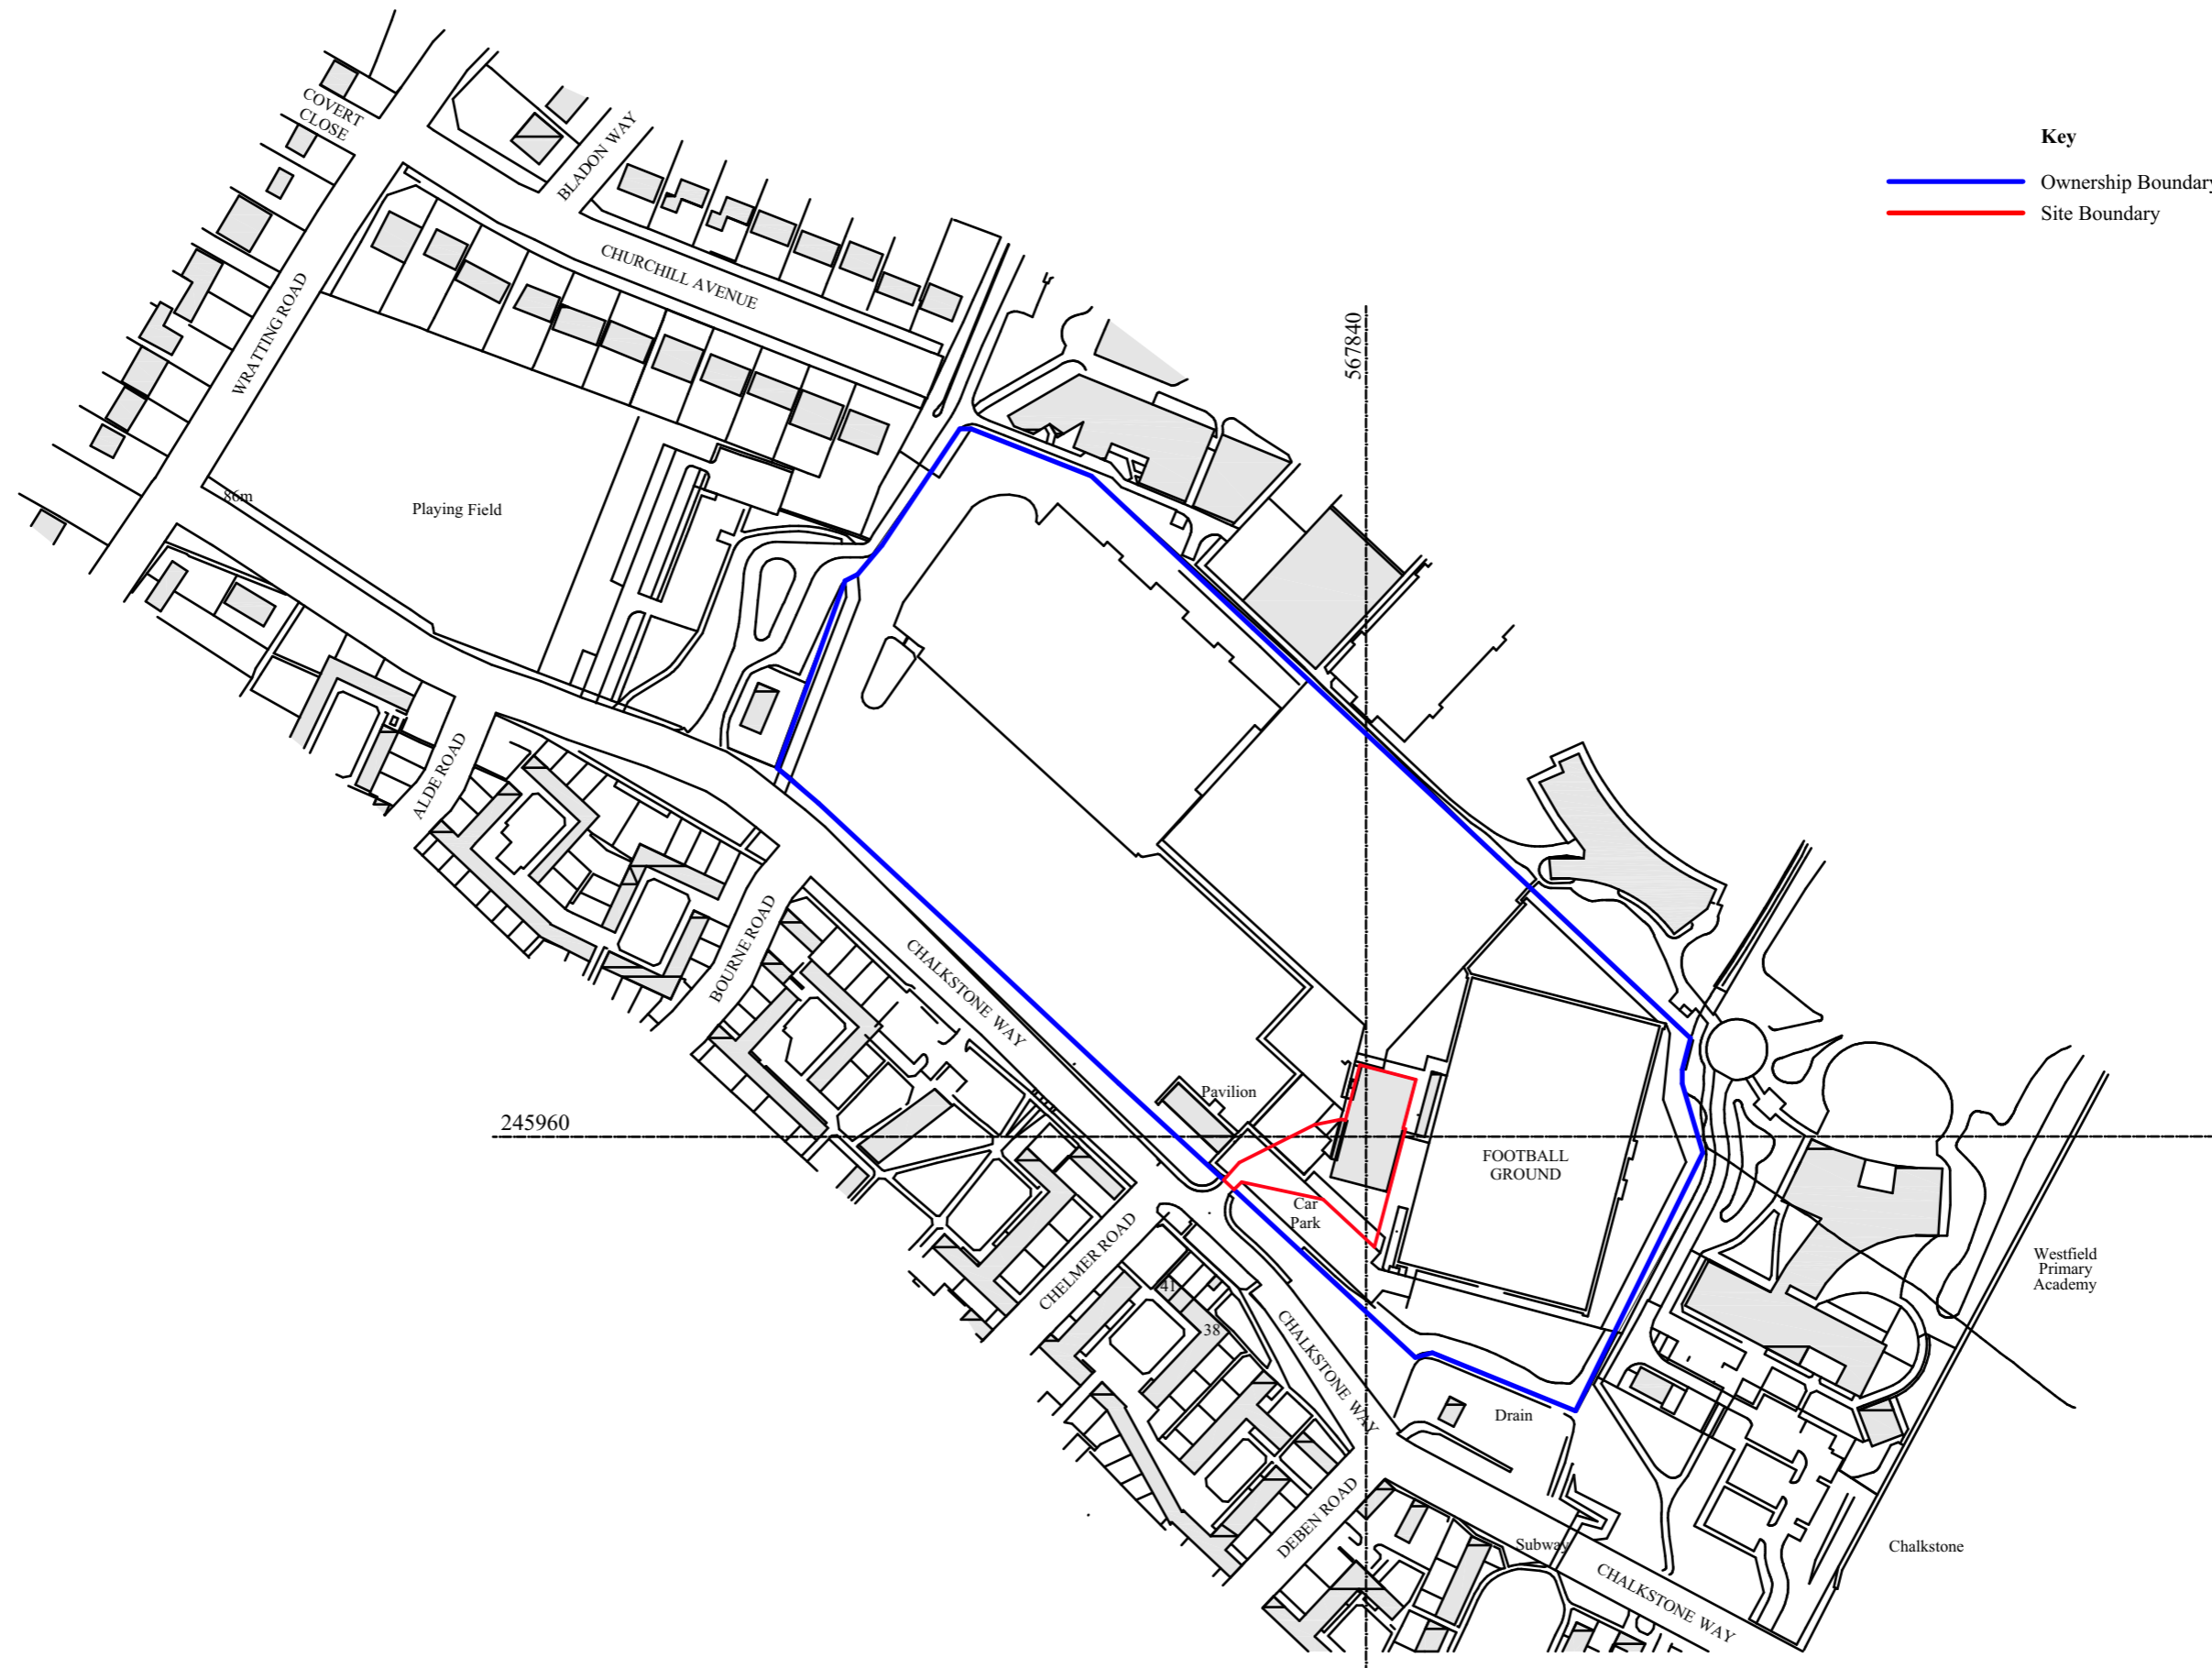 COVERT
CLOSE
BLADON WAY
Key
Ownership Boundary
Site Boundary
CHURCHILL AVENUE
WRATTING ROAD
567840
86m
Playing Field
ALDE ROAD
BOURNE ROAD
CHALKSTONE WAY
Pavilion
245960
FOOTBALL
GROUND
Car
Park
CHELMER ROAD
41
38
CHALKSTONE WAY
Westfield
Primary
Academy
Drain
DEBEN ROAD
Subway
Chalkstone
CHALKSTONE WAY